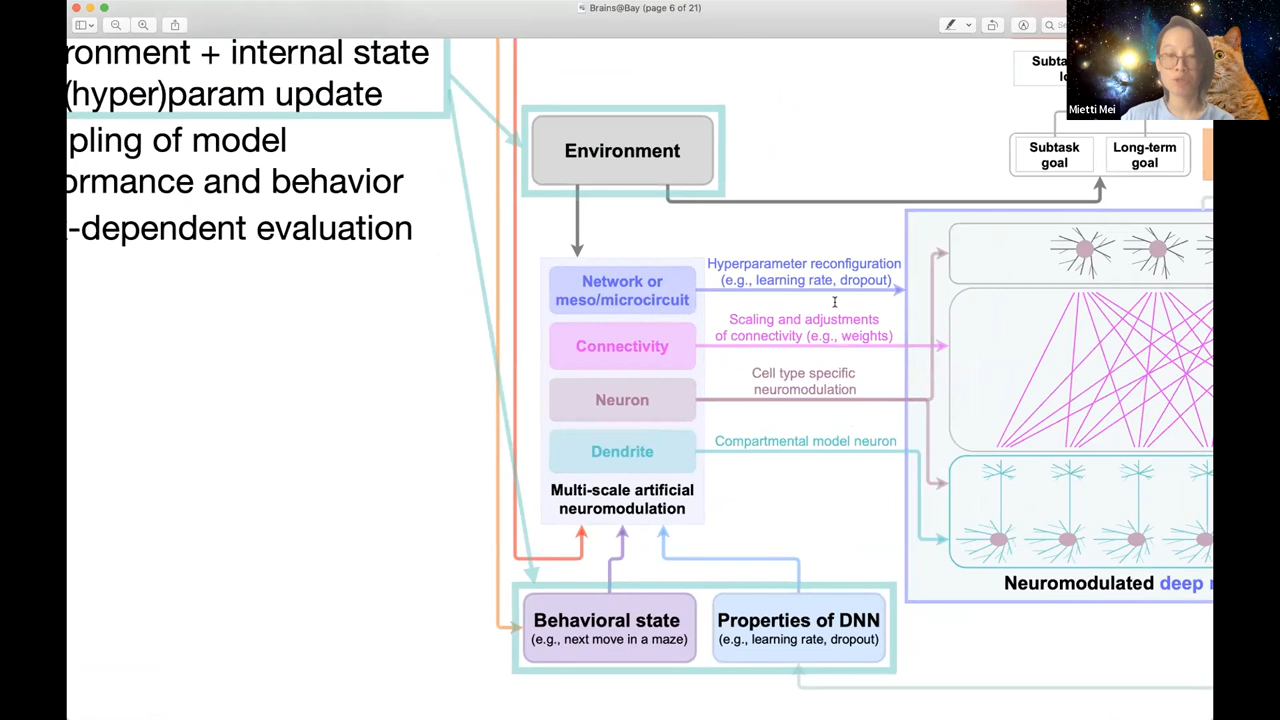 Brains@Bay (page 6 of 21)
ronment + internal state
(hyper)param update
pling of model
ormance and behavior
-dependent evaluation
Environment
Subta
Mietti Mei
Subtask
goal
Long-term
goal
Network or
meso/microcircuit
Connectivity
Neuron
Dendrite
Multi-scale artificial
neuromodulation
Hyperparameter reconfiguration
(e.g., learning rate, dropout)
Scaling and adjustments
of connectivity (e.g., weights)
Cell type specific
neuromodulation
Compartmental model neuron
Neuromodulated deep
Behavioral state
(e.g., next move in a maze)
Properties of DNN
(e.g., learning rate, dropout)